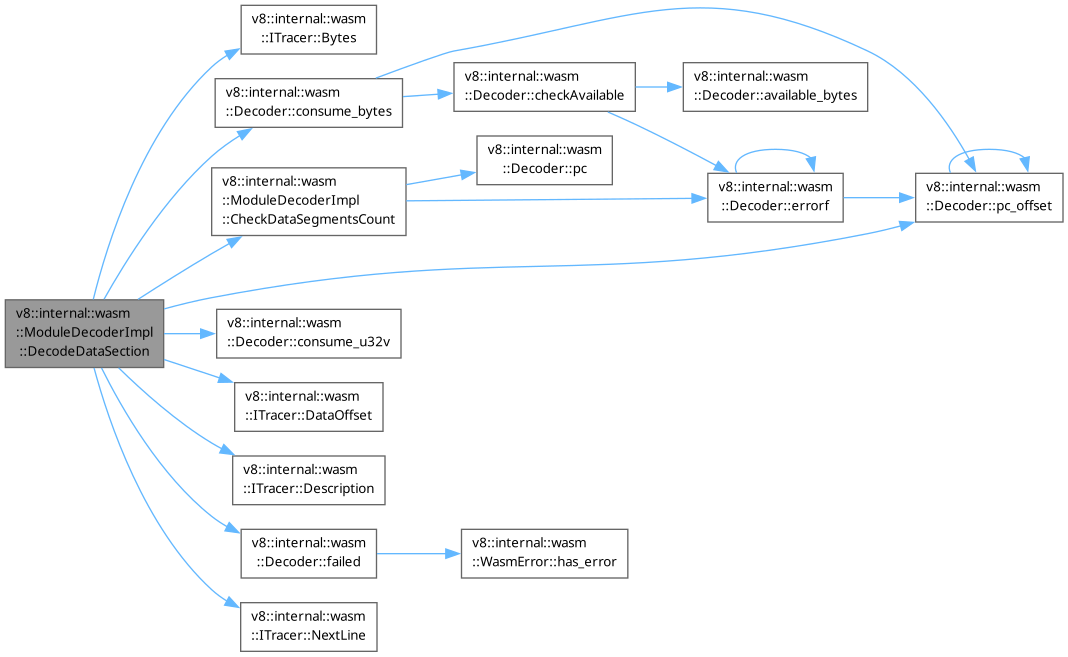 v8::internal::wasm
::ITracer::Bytes
v8::internal::wasm
::Decoder::consume_bytes
v8::internal::wasm
::Decoder::checkAvailable
v8::internal::wasm
::Decoder::available_bytes
v8::internal::wasm
::Decoder::pc
v8::internal::wasm
::ModuleDecoderImpl
::CheckDataSegmentsCount
v8::internal::wasm
::Decoder::errorf
v8::internal::wasm
::Decoder::pc_offset
v8::internal::wasm
::ModuleDecoderImpl
::DecodeDataSection
v8::internal::wasm
::Decoder::consume_u32v
v8::internal::wasm
::ITracer::DataOffset
v8::internal::wasm
::ITracer::Description
v8::internal::wasm
::Decoder::failed
v8::internal::wasm
::WasmError::has_error
v8::internal::wasm
::ITracer::NextLine